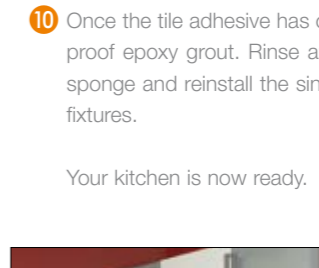 10 Once the tile adhesive has
proof epoxy grout. Rinse a
sponge and reinstall the
fixtures.
Your kitchen is now ready.